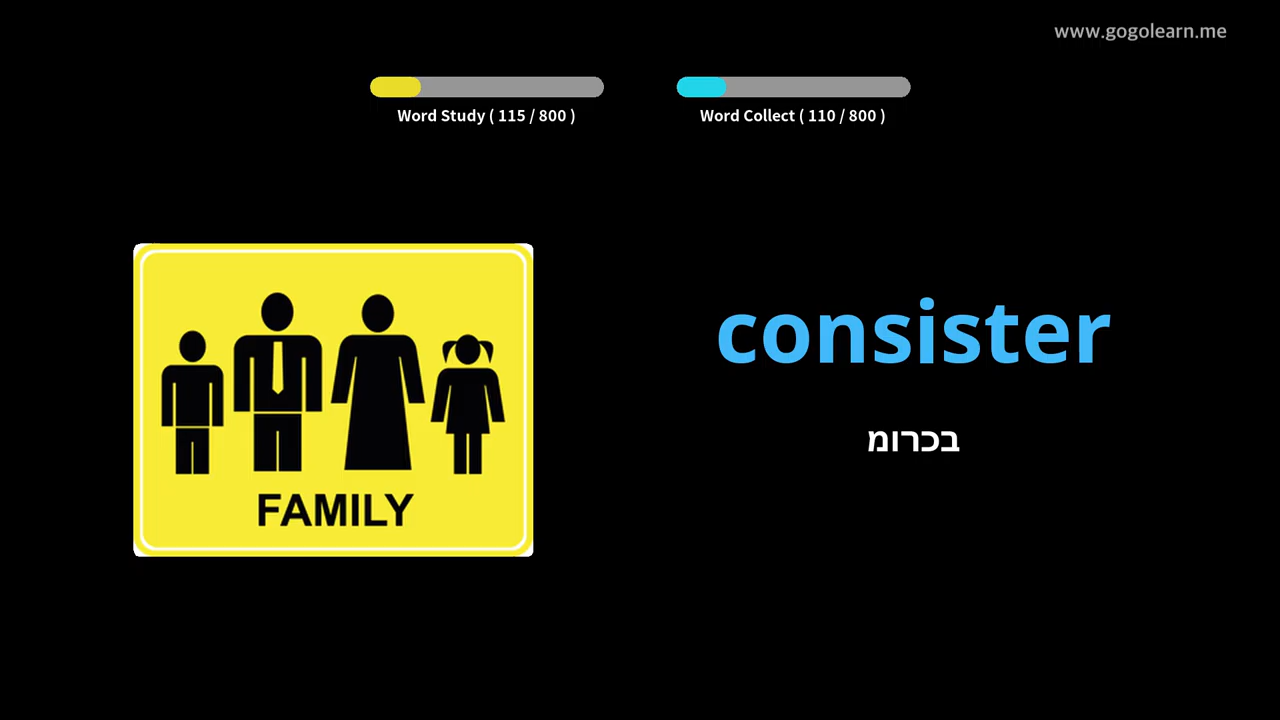 www.gogolearn.me
Word Study ( 115 / 800 )
Word Collect ( 110 / 800 )
FAMILY
consister
בכרומ